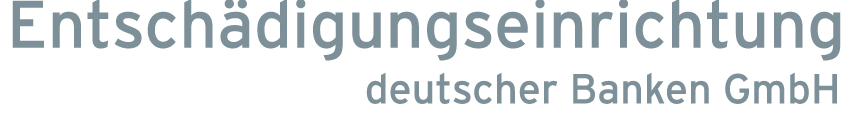 Entschädigungseinrichtung
deutscher Banken GmbH